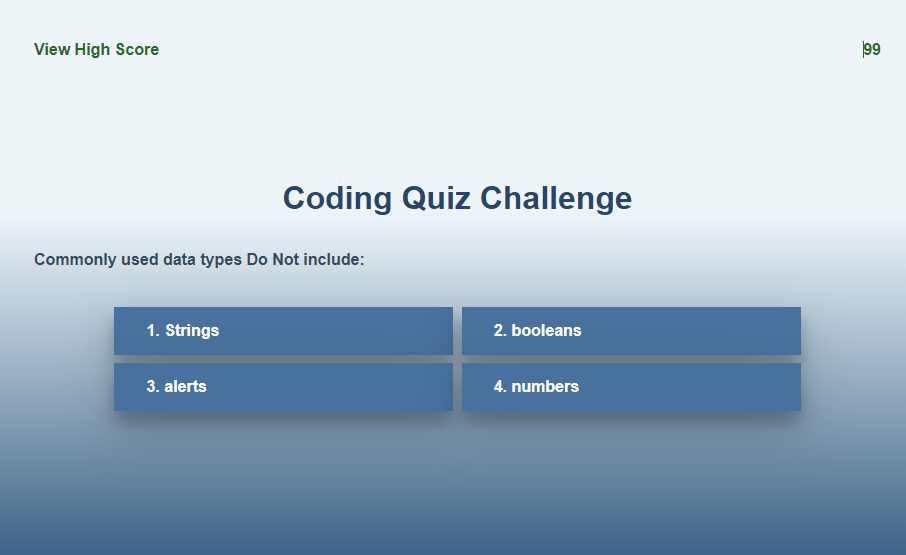 View High Score 99
Coding Quiz Challenge
Commonly used data types Do Not include:
1. Strings 2. booleans
3. alerts 4. numbers